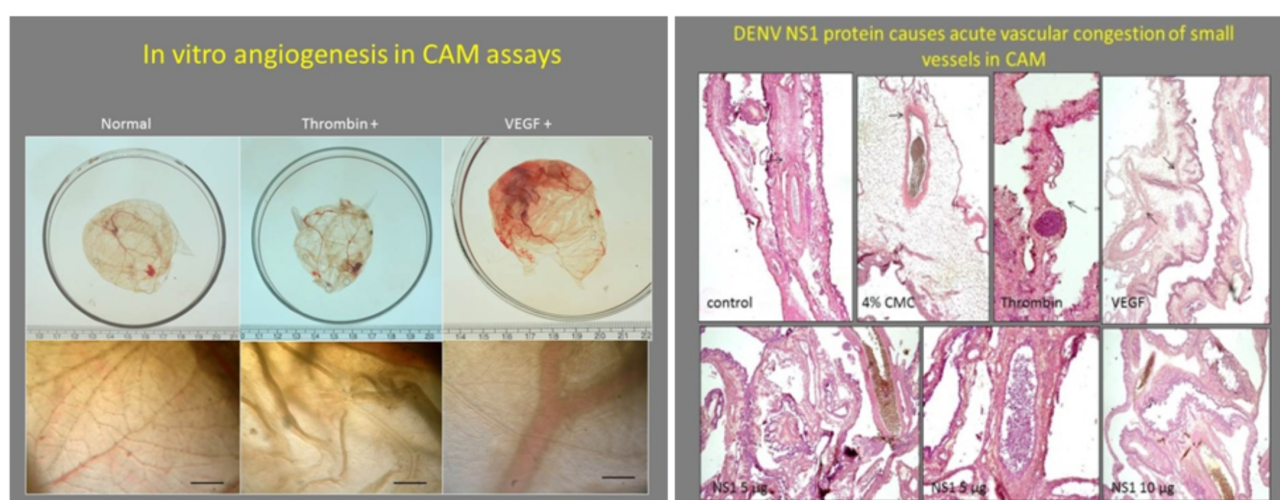 In vitro angiogenesis in CAM assays
Normal
Thrombin +
VEGF +
DENV NS1 protein causes acute vascular congestion of small
vessels in CAM
control
4% CMC
Thrombin
VEGF
NS1 5 µg
NS1 5 µg
NS1 10 µg